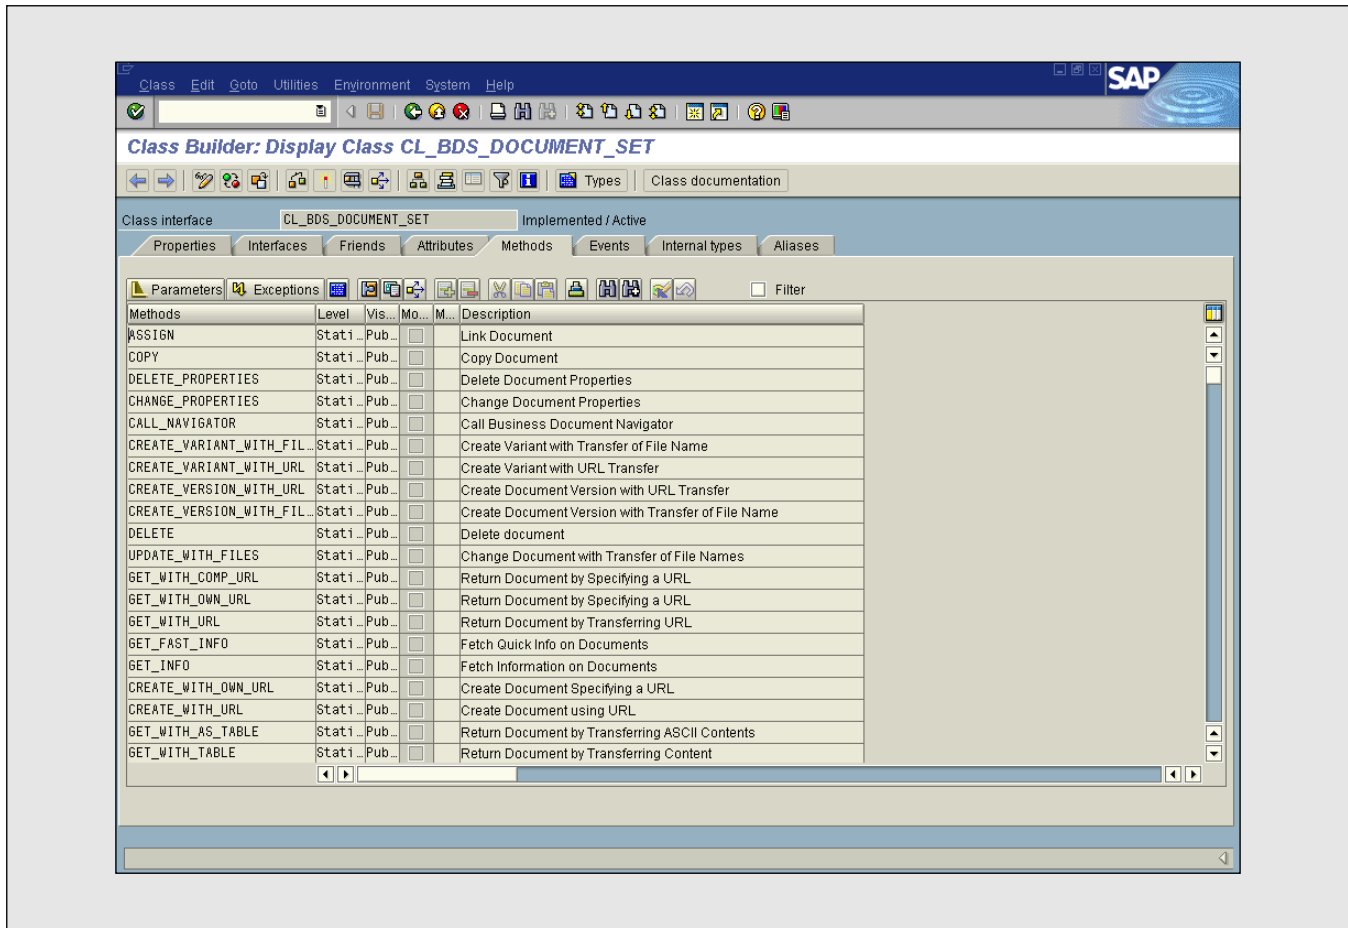 Class Edit Goto Utilities Environment System Help
SAP
Class Builder: Display Class CL_BDS_DOCUMENT_SET
Types Class documentation
Class interface CL_BDS_DOCUMENT_SET Implemented / Active
Properties Interfaces Friends Attributes Methods Events Internal types Aliases
Parameters Exceptions Filter
Methods Level Vis... Mo... M... Description
ASSIGN Stati… Pub… Link Document
COPY Stati… Pub… Copy Document
DELETE_PROPERTIES Stati… Pub… Delete Document Properties
CHANGE_PROPERTIES Stati… Pub… Change Document Properties
CALL_NAVIGATOR Stati… Pub… Call Business Document Navigator
CREATE_VARIANT_WITH_FIL… Stati… Pub… Create Variant with Transfer of File Name
CREATE_VARIANT_WITH_URL Stati… Pub… Create Variant with URL Transfer
CREATE_VERSION_WITH_URL Stati… Pub… Create Document Version with URL Transfer
CREATE_VERSION_WITH_FIL… Stati… Pub… Create Document Version with Transfer of File Name
DELETE Stati… Pub… Delete document
UPDATE_WITH_FILES Stati… Pub… Change Document with Transfer of File Names
GET_WITH_COMP_URL Stati… Pub… Return Document by Specifying a URL
GET_WITH_OWN_URL Stati… Pub… Return Document by Specifying a URL
GET_WITH_URL Stati… Pub… Return Document by Transferring URL
GET_FAST_INFO Stati… Pub… Fetch Quick Info on Documents
GET_INFO Stati… Pub… Fetch Information on Documents
CREATE_WITH_OWN_URL Stati… Pub… Create Document Specifying a URL
CREATE_WITH_URL Stati… Pub… Create Document using URL
GET_WITH_AS_TABLE Stati… Pub… Return Document by Transferring ASCII Contents
GET_WITH_TABLE Stati… Pub… Return Document by Transferring Content